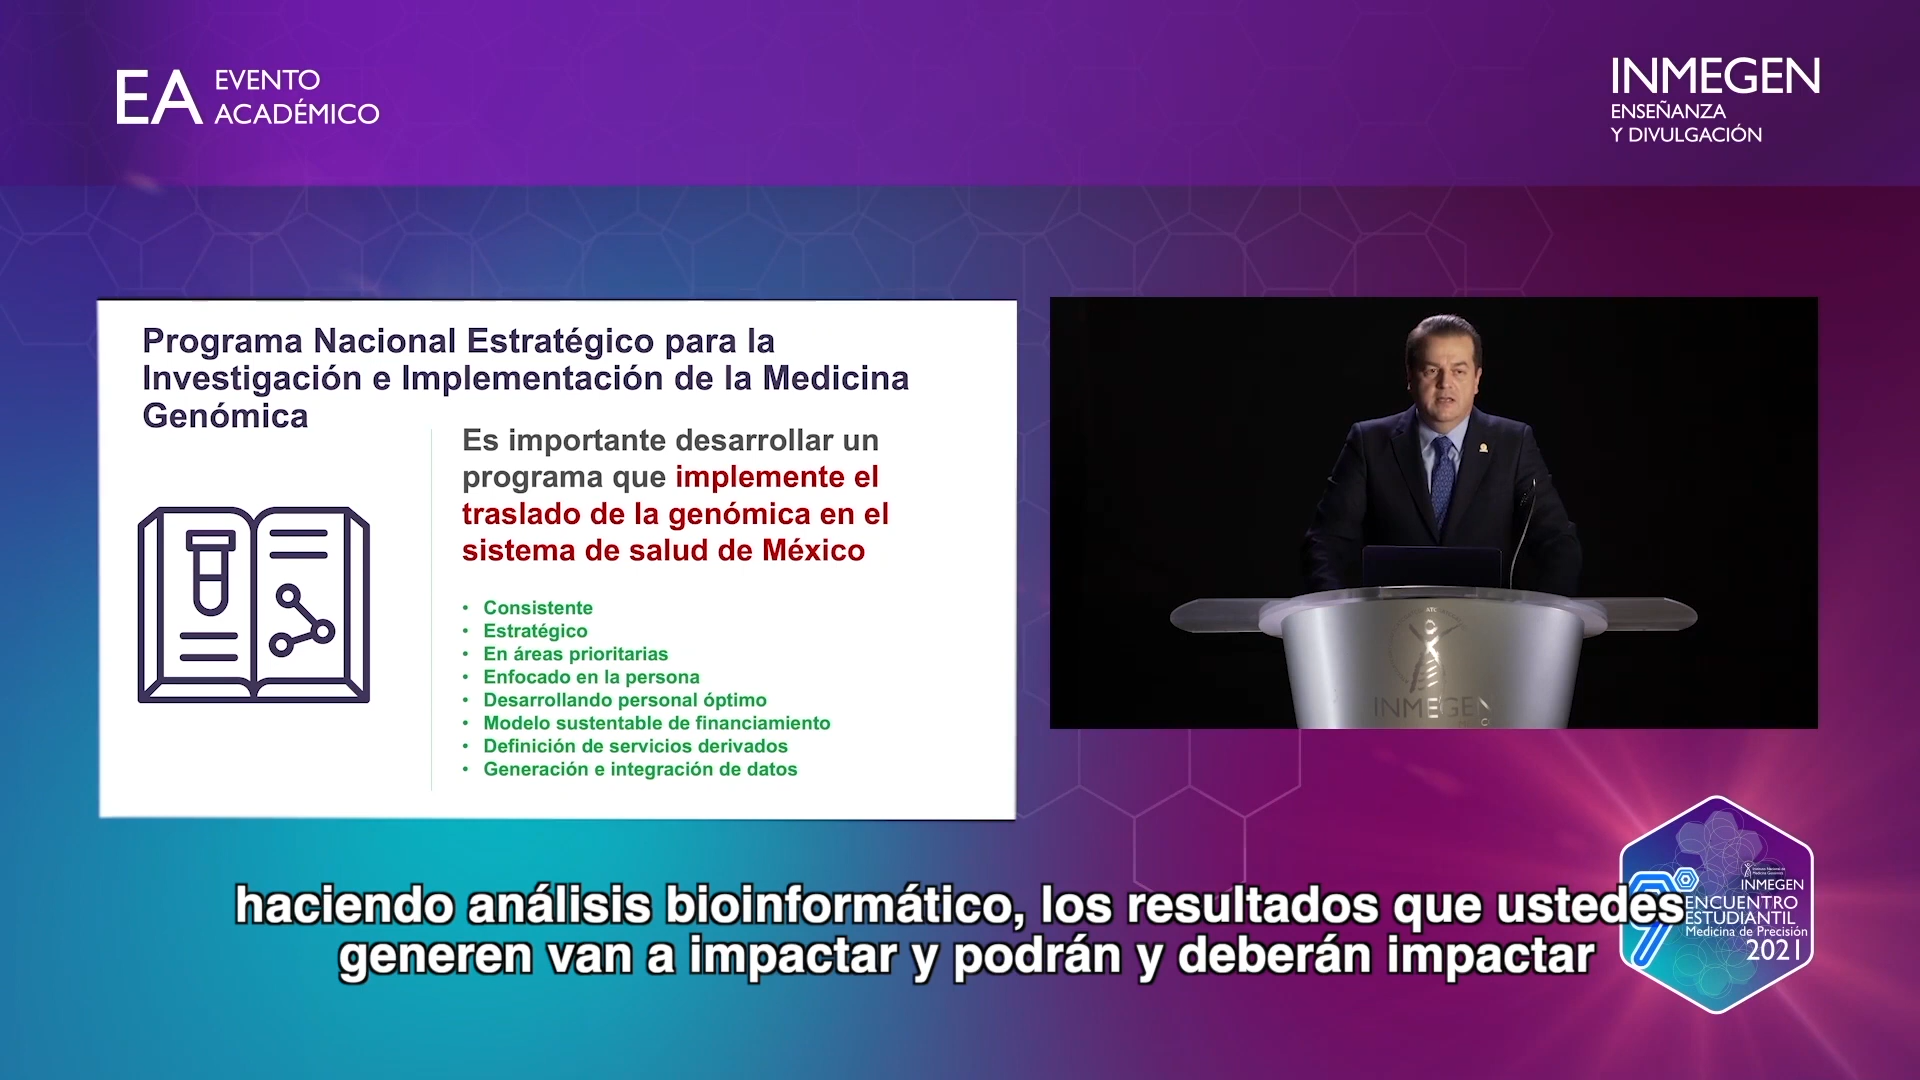 EA
EVENTO
ACADÉMICO
INMEGEN
ENSEÑANZA
Y DIVULGACIÓN
Programa Nacional Estratégico para la
Investigación e Implementación de la Medicina
Genómica
Es importante desarrollar un
programa que implemente el
traslado de la genómica en el
sistema de salud de México
• Consistente
• Estratégico
• En áreas prioritarias
• Enfocado en la persona
• Desarrollando personal óptimo
• Modelo sustentable de financiamiento
• Definición de servicios derivados
• Generación e integración de datos
INMEGEN
haciendo análisis bioinformático, los resultados que ustedes
generen van a impactar y podrán y deberán impactar
9º
INMEGEN
ENCUENTRO
ESTUDIANTIL
Medicina de Precisión
2021